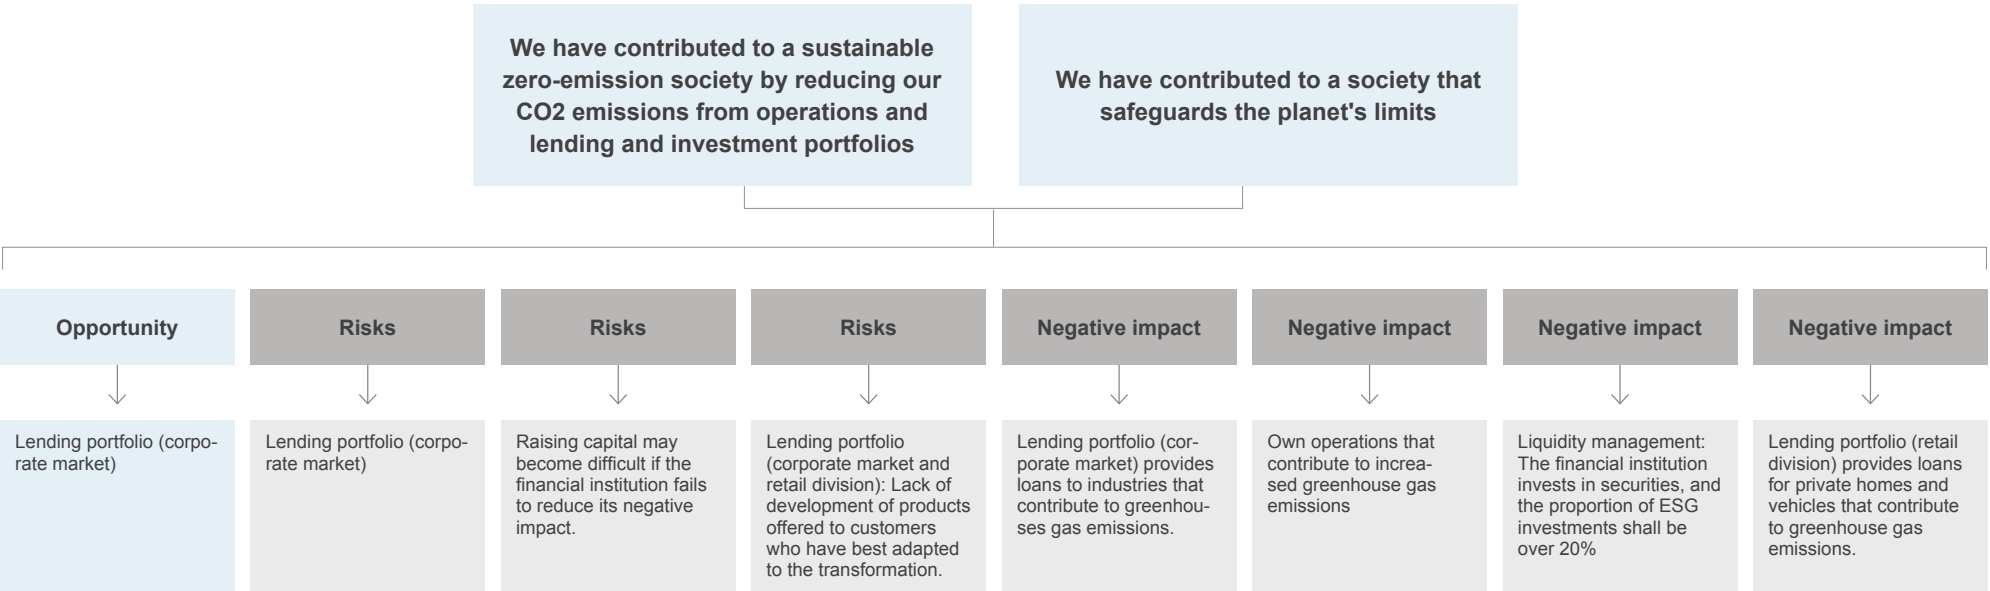 We have contributed to a sustainable
zero-emission society by reducing our
CO2 emissions from operations and
lending and investment portfolios
We have contributed to a society that
safeguards the planet's limits
Opportunity
Risks
Risks
Risks
Negative impact
Negative impact
Negative impact
Negative impact
Lending portfolio (corpo-
rate market)
Lending portfolio (corpo-
rate market)
Raising capital may
become difficult if the
financial institution fails
to reduce its negative
impact.
Lending portfolio
(corporate market and
retail division): Lack of
development of products
offered to customers
who have best adapted
to the transformation.
Lending portfolio (cor-
porate market) provides
loans to industries that
contribute to greenhou-
ses gas emissions.
Own operations that
contribute to increa-
sed greenhouse gas
emissions
Liquidity management:
The financial institution
invests in securities, and
the proportion of ESG
investments shall be
over 20%
Lending portfolio (retail
division) provides loans
for private homes and
vehicles that contribute
to greenhouse gas
emissions.